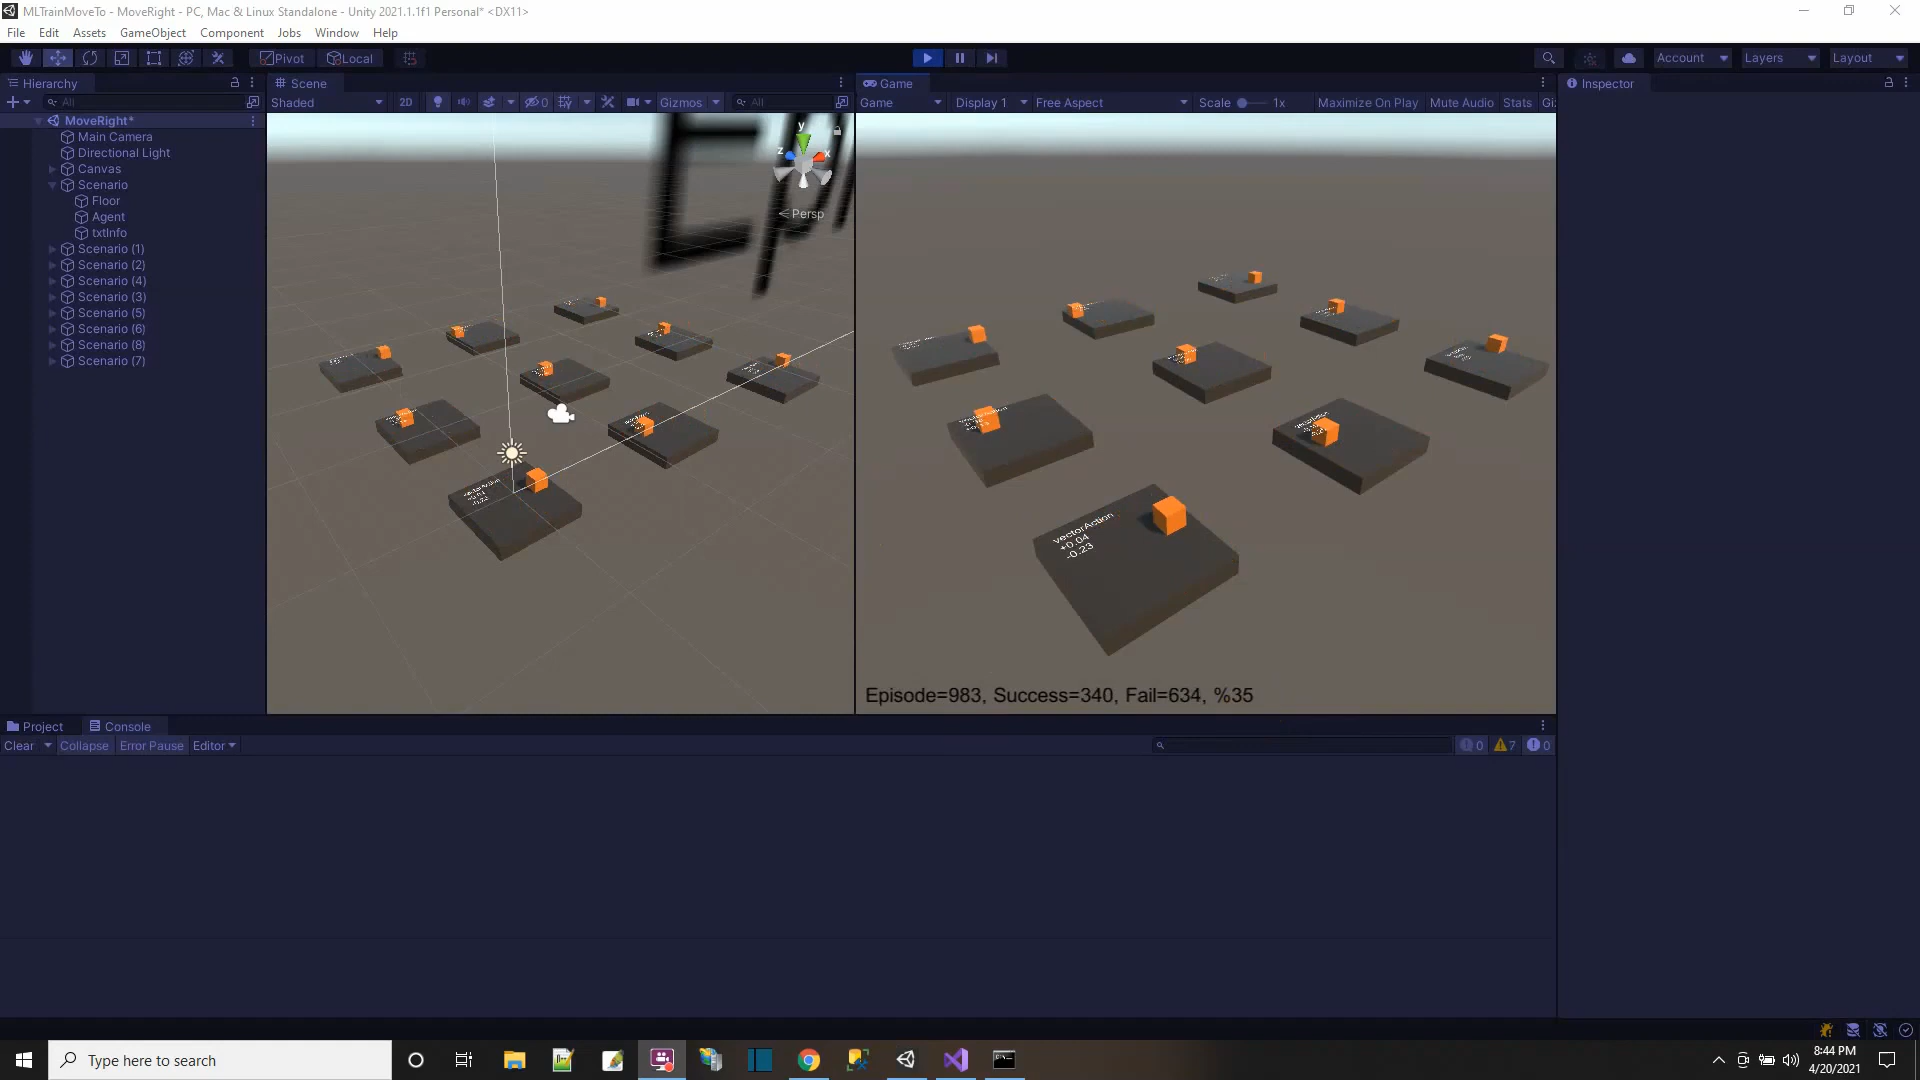 MLTrainMoveTo - MoveRight - PC, Mac & Linux Standalone - Unity 2021.1.1f1 Personal* <DX11>
File Edit Assets GameObject Component Jobs Window Help
Pivot Local Account Layers Layout
Hierarchy
Scene
Game
Inspector
All
Shaded 2D 0 Gizmos All
Game Display 1 Free Aspect Scale 1x Maximize On Play Mute Audio Stats Gi
MoveRight*
Main Camera
Directional Light
Canvas
Scenario
Floor
Agent
txtInfo
Scenario (1)
Scenario (2)
Scenario (4)
Scenario (3)
Scenario (5)
Scenario (6)
Scenario (8)
Scenario (7)
y
z x
Persp
vectorAction
+0.04
-0.23
Episode=983, Success=340, Fail=634, %35
Project Console
Clear Collapse Error Pause Editor 0 7 0
Type here to search
8:44 PM
4/20/2021